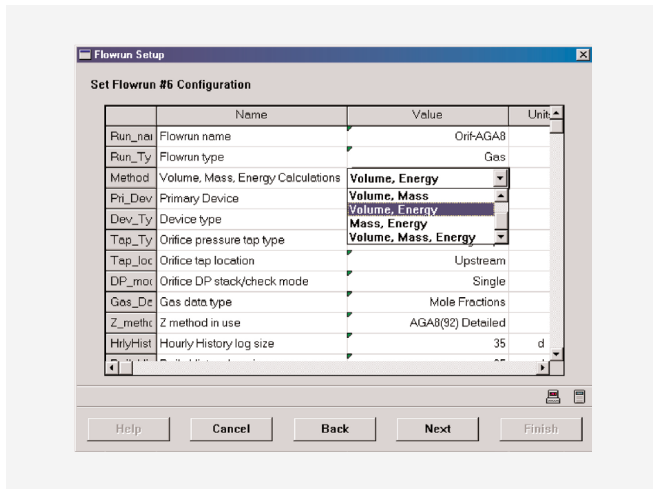 Flowrun Setup
Set Flowrun #6 Configuration
Name Value Unit
Run_nai Flowrun name Orif-AGA8
Run_Ty Flowrun type Gas
Method Volume, Mass, Energy Calculations Volume, Energy
Volume, Mass
Volume, Energy
Mass, Energy
Volume, Mass, Energy
Pri_Dev Primary Device
Dev_Ty Device type
Tap_Ty Orifice pressure tap type
Tap_loc Orifice tap location Upstream
DP_moc Orifice DP stack/check mode Single
Gas_De Gas data type Mole Fractions
Z_methc Z method in use AGA8(92) Detailed
HrlyHist Hourly History log size 35 d
Help Cancel Back Next Finish